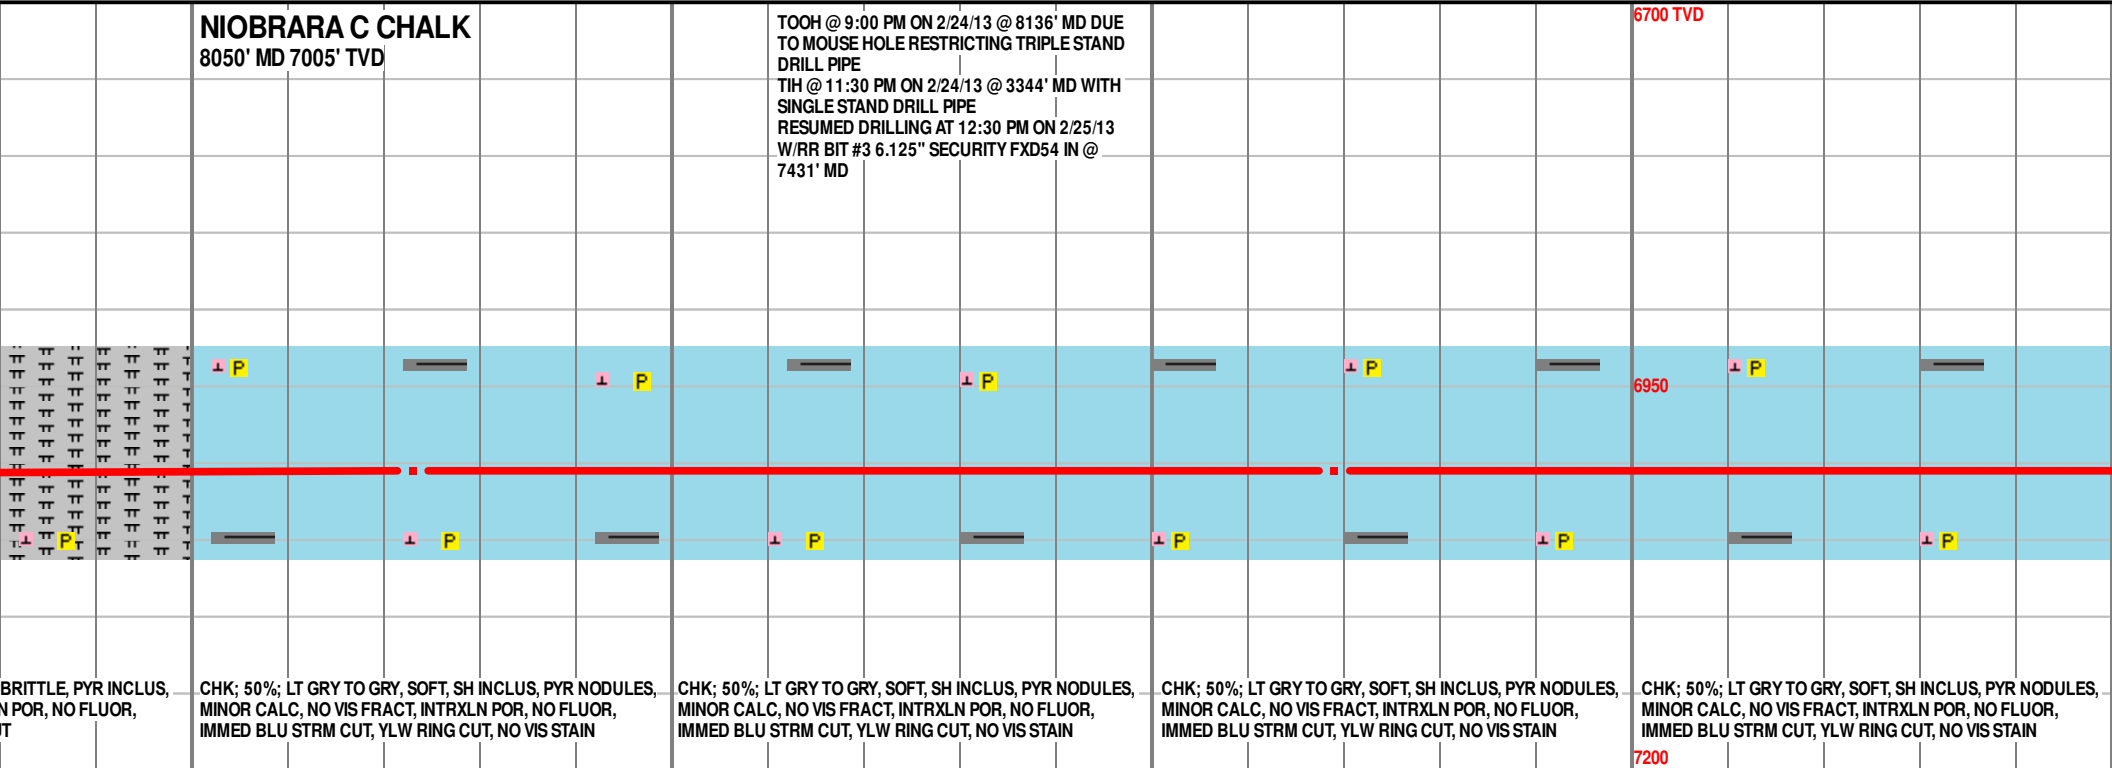 NIOBRARA C CHALK
8050' MD 7005' TVD
TOOH @ 9:00 PM ON 2/24/13 @ 8136' MD DUE
TO MOUSE HOLE RESTRICTING TRIPLE STAND
DRILL PIPE
TIH @ 11:30 PM ON 2/24/13 @ 3344' MD WITH
SINGLE STAND DRILL PIPE
RESUMED DRILLING AT 12:30 PM ON 2/25/13
W/RR BIT #3 6.125" SECURITY FXD54 IN @
7431' MD
6700 TVD
P
P
P
P
P
6950
P
P
P
P
P
P
BRITTLE, PYR INCLUS,
N POR, NO FLUOR,
UT
CHK; 50%; LT GRY TO GRY, SOFT, SH INCLUS, PYR NODULES,
MINOR CALC, NO VIS FRACT, INTRXLN POR, NO FLUOR,
IMMED BLU STRM CUT, YLW RING CUT, NO VIS STAIN
CHK; 50%; LT GRY TO GRY, SOFT, SH INCLUS, PYR NODULES,
MINOR CALC, NO VIS FRACT, INTRXLN POR, NO FLUOR,
IMMED BLU STRM CUT, YLW RING CUT, NO VIS STAIN
CHK; 50%; LT GRY TO GRY, SOFT, SH INCLUS, PYR NODULES,
MINOR CALC, NO VIS FRACT, INTRXLN POR, NO FLUOR,
IMMED BLU STRM CUT, YLW RING CUT, NO VIS STAIN
CHK; 50%; LT GRY TO GRY, SOFT, SH INCLUS, PYR NODULES,
MINOR CALC, NO VIS FRACT, INTRXLN POR, NO FLUOR,
IMMED BLU STRM CUT, YLW RING CUT, NO VIS STAIN
7200